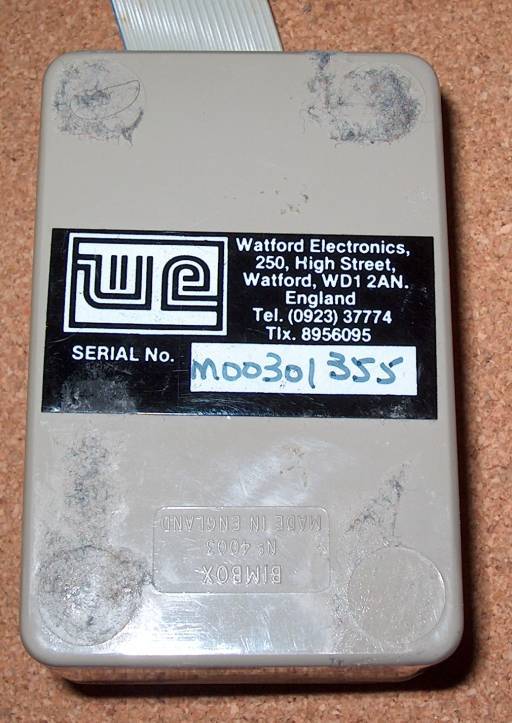 we
Watford Electronics,
250, High Street,
Watford, WD1 2AN.
England
Tel. (0923) 37774
Tlx. 8956095
SERIAL No. M00301355
BIMBOX
Nº 4003
MADE IN ENGLAND